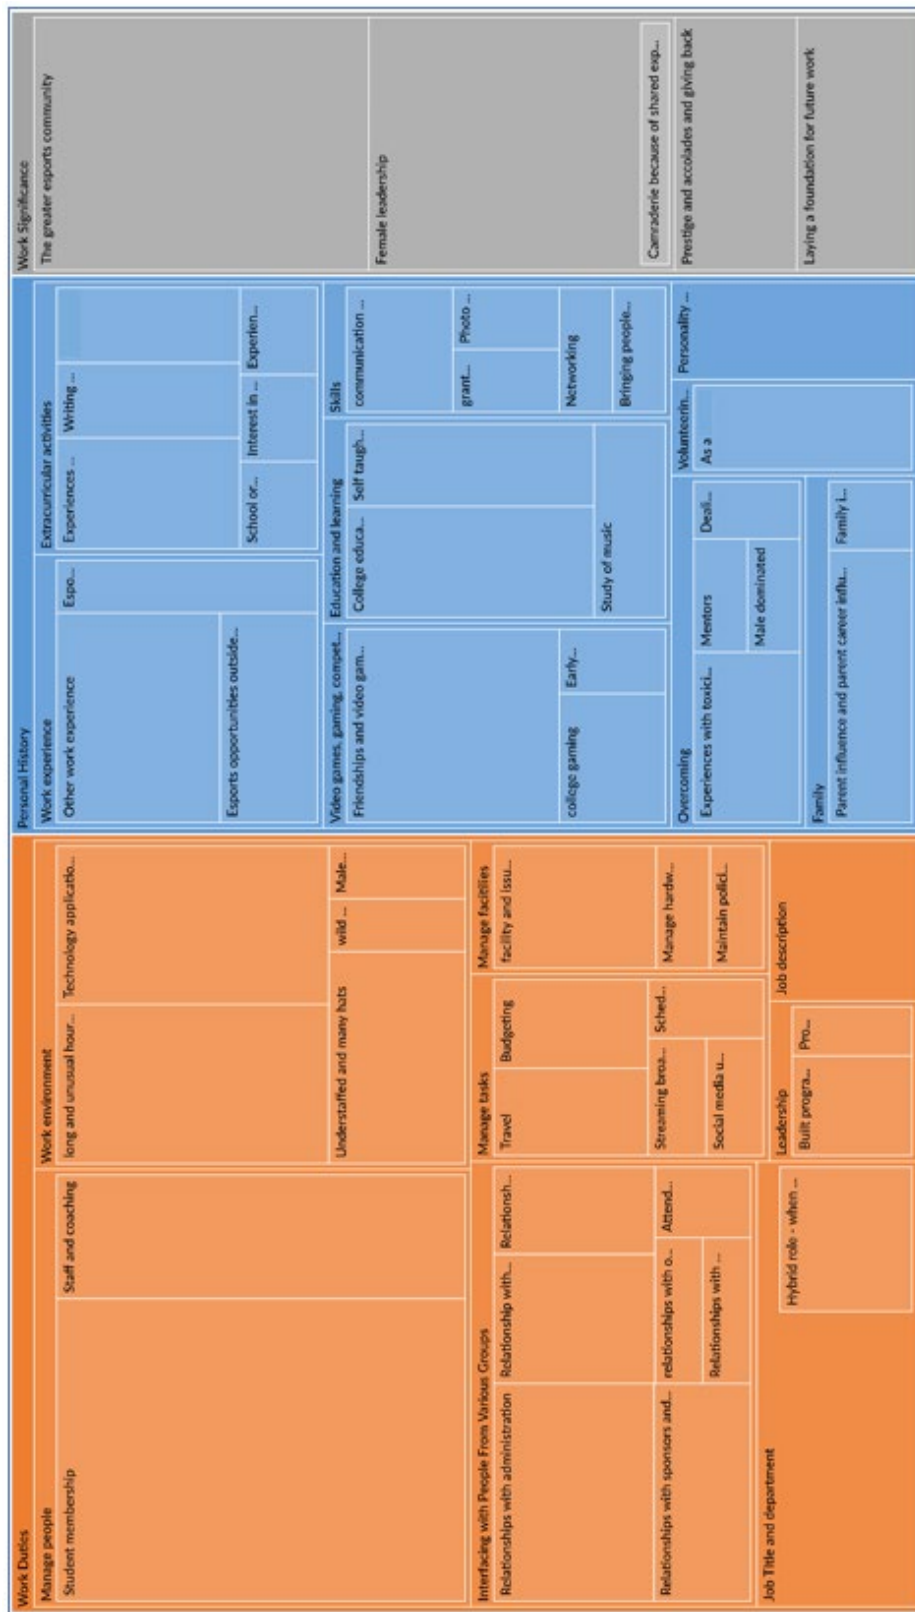 Work Duties
Manage people
Student membership
Staff and coaching
Work environment
long and unusual hour...
Technology applicatio...
Understaffed and many hats
wild ...
Male...
Interfacing with People From Various Groups
Relationships with administration
Relationship with...
Relationsh...
Relationships with sponsors and...
relationships with o...
Attend...
Relationships with ...
Manage tasks
Travel
Budgeting
Streaming broa...
Sched...
Social media u...
Manage facitlies
facility and issu...
Manage hardw...
Maintain polici...
Job Title and department
Hybrid role - when ...
Leadership
Built progra...
Pro...
Job description
Personal History
Work experience
Other work experience
Espo...
Esports opportunities outside...
Extracurricular activities
Experiences ...
Writing ...
School or...
Interest in ...
Experien...
Video games, gaming, compet...
Friendships and video gam...
college gaming
Early...
Education and learning
College educa...
Self taugh...
Study of music
Skills
communication ...
grant...
Photo ...
Networking
Bringing people...
Overcoming
Experiences with toxici...
Mentors
Deali...
Male dominated
Volunteerin...
As a
Personality ...
Family
Parent influence and parent career influ...
Family i...
Work Significance
The greater esports community
Female leadership
Camraderie because of shared exp...
Prestige and accolades and giving back
Laying a foundation for future work